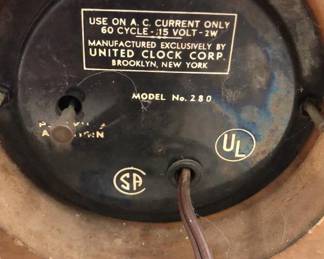 USE ON A. C. CURRENT ONLY
60 CYCLE - 115 VOLT - 2W
MANUFACTURED EXCLUSIVELY BY
UNITED CLOCK CORP.
BROOKLYN, NEW YORK
MODEL No. 280
UL
SA